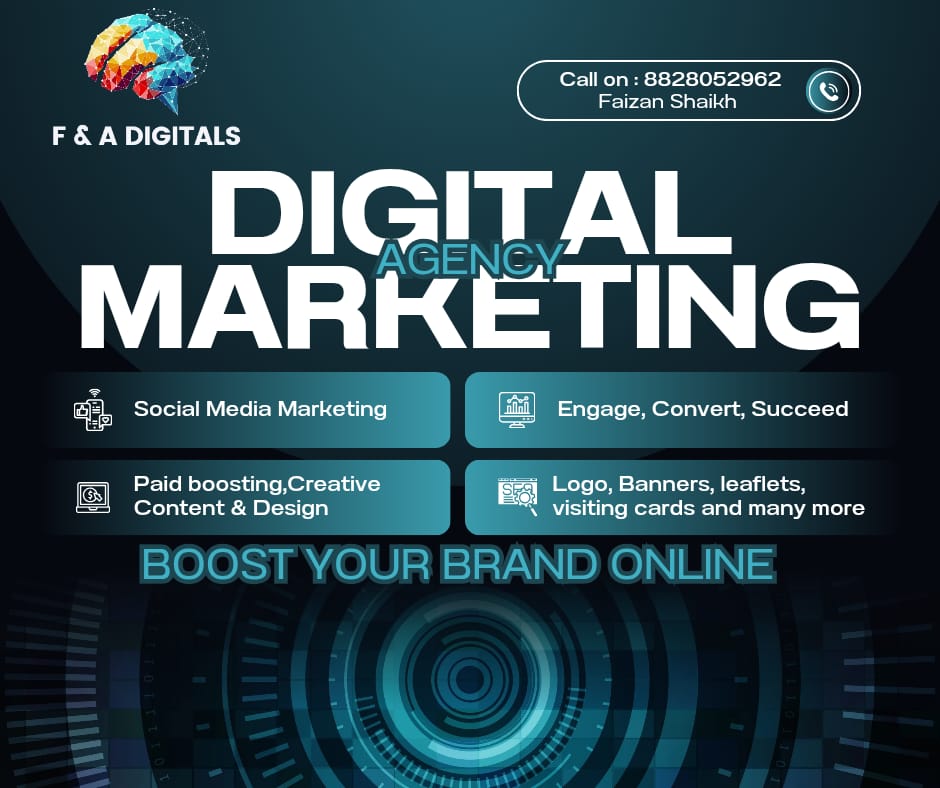 F & A DIGITALS
Call on : 8828052962
Faizan Shaikh
DIGITAL
AGENCY
MARKETING
Social Media Marketing
Engage, Convert, Succeed
Paid boosting,Creative
Content & Design
SEO
Logo, Banners, leaflets,
visiting cards and many more
BOOST YOUR BRAND ONLINE